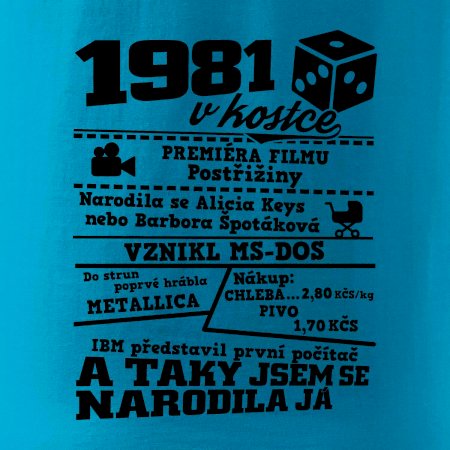 1981
v kostce
PREMIÉRA FILMU
Postřižiny
Narodila se Alicia Keys
nebo Barbora Špotáková
VZNIKL MS-DOS
Do strun
poprvé hrábla
METALLICA
Nákup:
CHLEBA...2,80 KČS/kg
PIVO
1,70 KČS
IBM představil první počítač
A TAKY JSEM SE
NARODILA JÁ